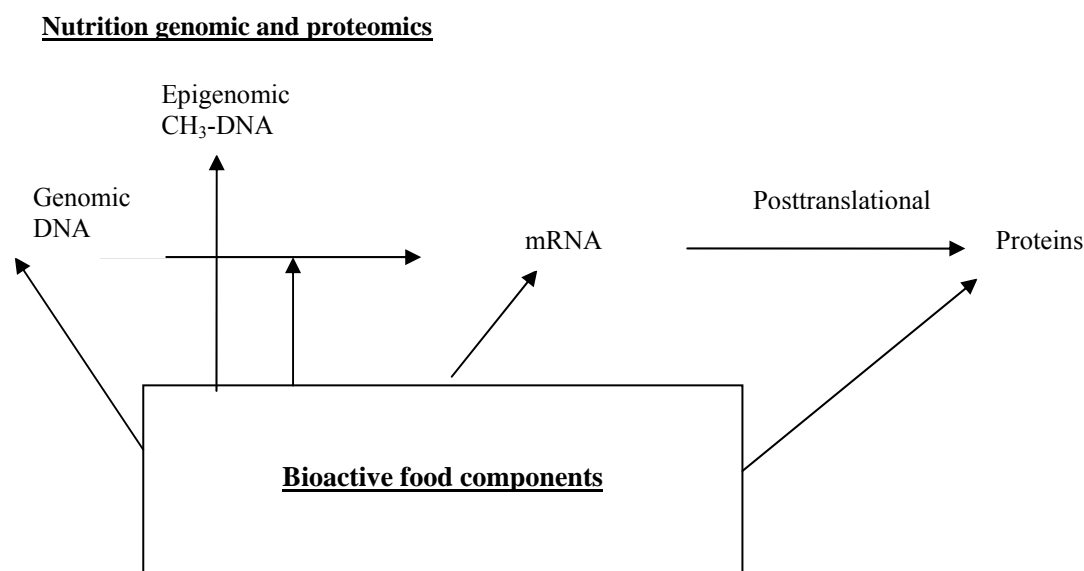 Nutrition genomic and proteomics
Epigenomic
CH₃-DNA
Genomic
DNA
mRNA
Posttranslational
Proteins
Bioactive food components